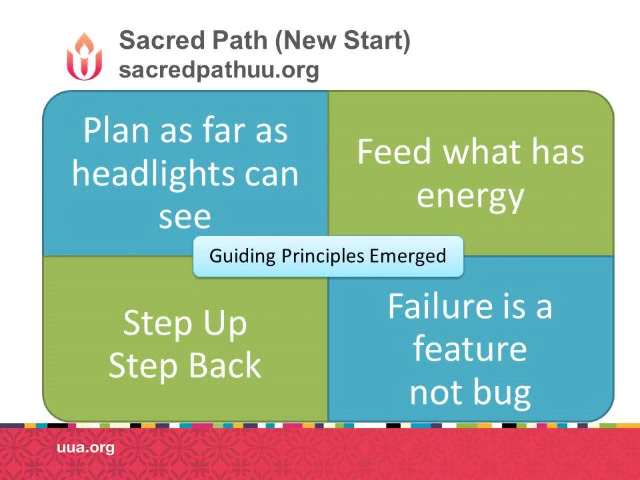 Sacred Path (New Start)
sacredpathuu.org
Plan as far as
headlights can
see
Feed what has
energy
Guiding Principles Emerged
Step Up
Step Back
Failure is a
feature
not bug
uua.org